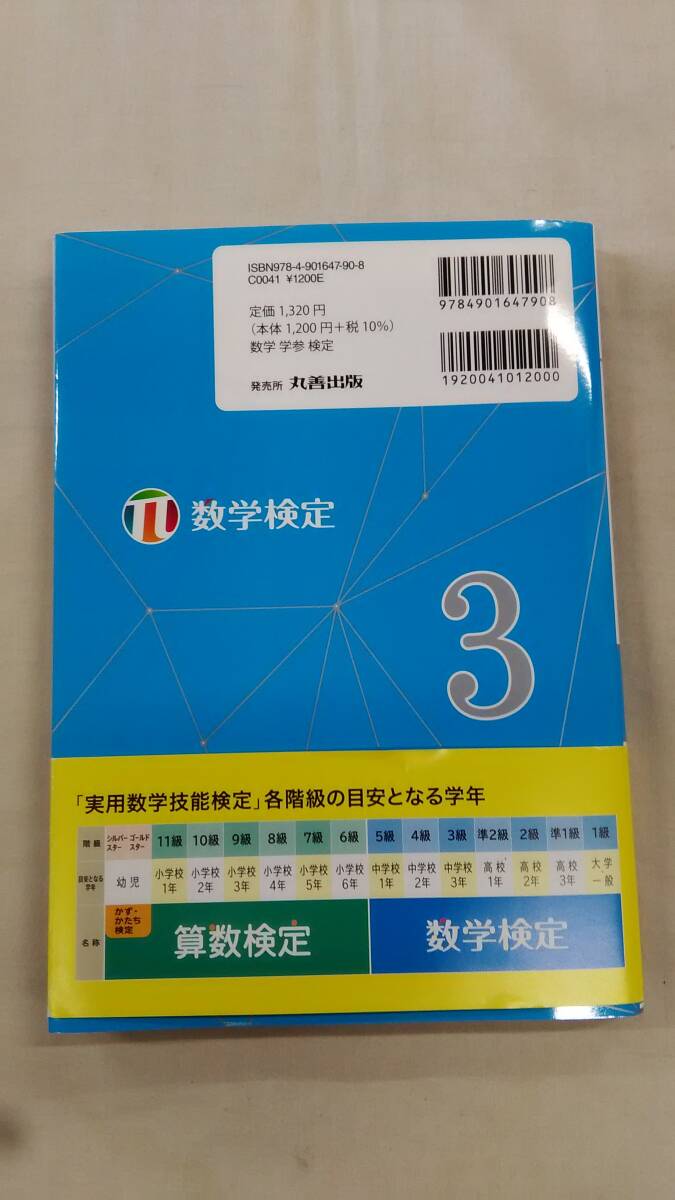 ISBN978-4-901647-90-8
C0041 ¥1200E
9784901647908
定価 1,320 円
(本体 1,200 円+税 10%)
数学 学参 検定
1920041012000
発売所 丸善出版
π 数学検定
3
「実用数学技能検定」各階級の目安となる学年
階級 シルバースター ゴールドスター 11級 10級 9級 8級 7級 6級 5級 4級 3級 準2級 2級 準1級 1級
目安となる学年 幼児 小学校1年 小学校2年 小学校3年 小学校4年 小学校5年 小学校6年 中学校1年 中学校2年 中学校3年 高校1年 高校2年 高校3年 大学一般
名称 かず・かたち検定 算数検定 数学検定